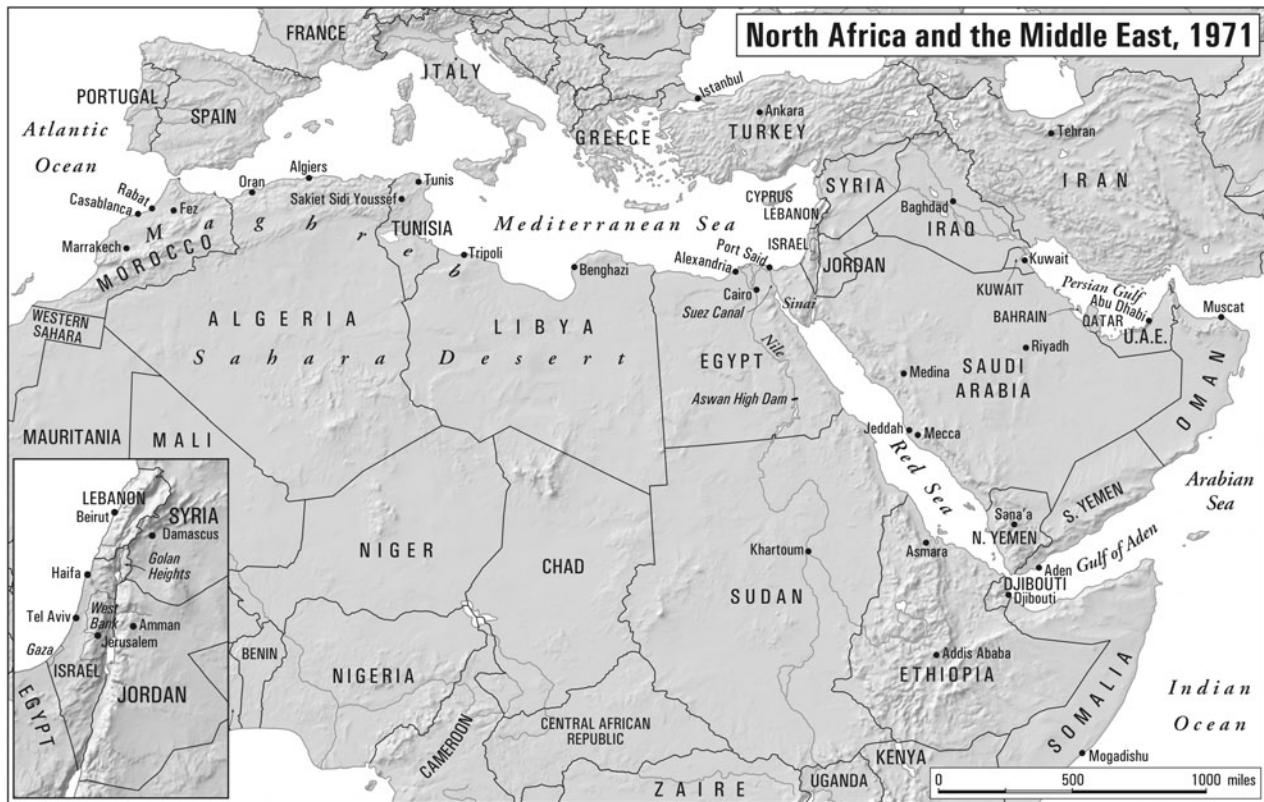 North Africa and the Middle East, 1971
FRANCE
ITALY
PORTUGAL
SPAIN
Atlantic
Ocean
GREECE
Istanbul
Ankara
TURKEY
Tehran
IRAN
Algiers
Oran
Tunis
Sakiet Sidi Youssef
Rabat
Casablanca
Fez
Marrakech
MOROCCO
Maghreb
TUNISIA
Tripoli
Mediterranean Sea
Benghazi
CYPRUS
LEBANON
SYRIA
ISRAEL
JORDAN
Baghdad
IRAQ
Port Said
Alexandria
Cairo
Suez Canal
Sinai
Kuwait
KUWAIT
Persian Gulf
BAHRAIN
Abu Dhabi
QATAR
U.A.E.
Muscat
WESTERN
SAHARA
ALGERIA
LIBYA
Sahara Desert
EGYPT
Nile
Aswan High Dam
Medina
Riyadh
SAUDI
ARABIA
OMAN
Jeddah
Mecca
Red Sea
MAURITANIA
MALI
NIGER
CHAD
SUDAN
Khartoum
Asmara
Sana'a
N. YEMEN
S. YEMEN
Aden
Gulf of Aden
Arabian
Sea
DJIBOUTI
Djibouti
Addis Ababa
ETHIOPIA
SOMALIA
Mogadishu
Indian
Ocean
BENIN
NIGERIA
CAMEROON
CENTRAL AFRICAN
REPUBLIC
ZAIRE
UGANDA
KENYA
LEBANON
Beirut
SYRIA
Damascus
Golan
Heights
Haifa
Tel Aviv
West
Bank
Amman
Jerusalem
Gaza
ISRAEL
EGYPT
JORDAN
0 500 1000 miles